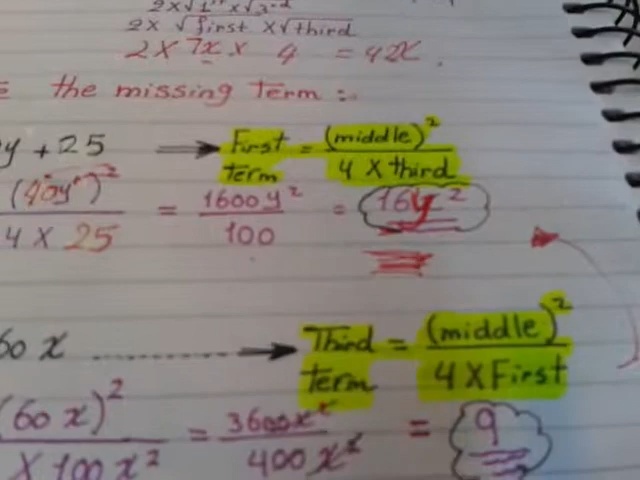 2 X √first X √third
2 X 7x X 4 = 42x.
the missing Term :-
y + 25 → First Term = (middle)² / 4 X third
(40y)² / 4 X 25 = 1600y² / 100 = 16y²
60x ........ → Third Term = (middle)² / 4 X First
(60x)² / X 100x² = 3600x² / 400x² = 9